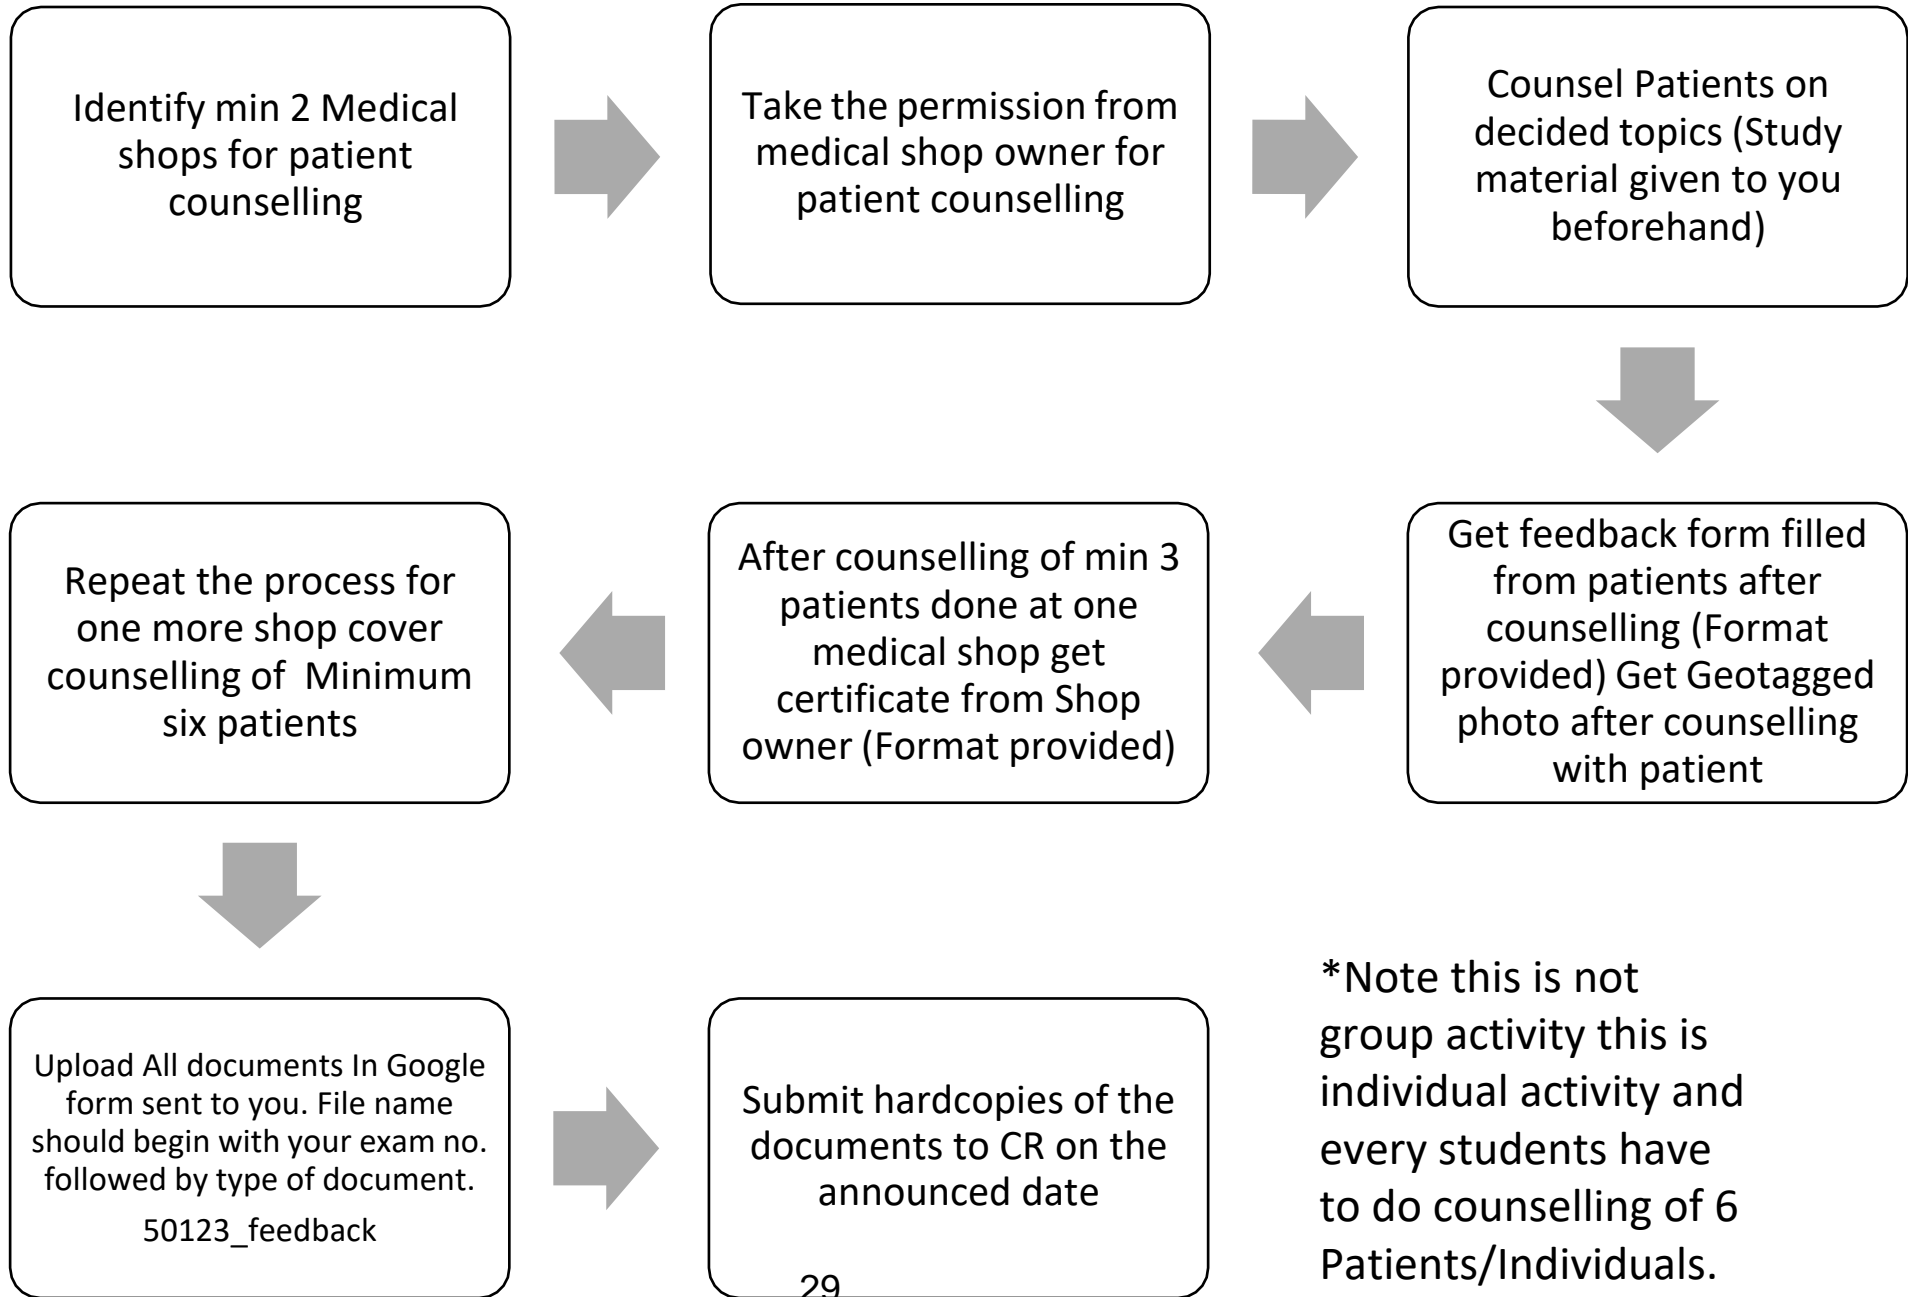 Identify min 2 Medical
shops for patient
counselling
Take the permission from
medical shop owner for
patient counselling
Counsel Patients on
decided topics (Study
material given to you
beforehand)
Get feedback form filled
from patients after
counselling (Format
provided) Get Geotagged
photo after counselling
with patient
After counselling of min 3
patients done at one
medical shop get
certificate from Shop
owner (Format provided)
Repeat the process for
one more shop cover
counselling of  Minimum
six patients
Upload All documents In Google
form sent to you. File name
should begin with your exam no.
followed by type of document.
50123_feedback
Submit hardcopies of the
documents to CR on the
announced date
*Note this is not
group activity this is
individual activity and
every students have
to do counselling of 6
Patients/Individuals.
29